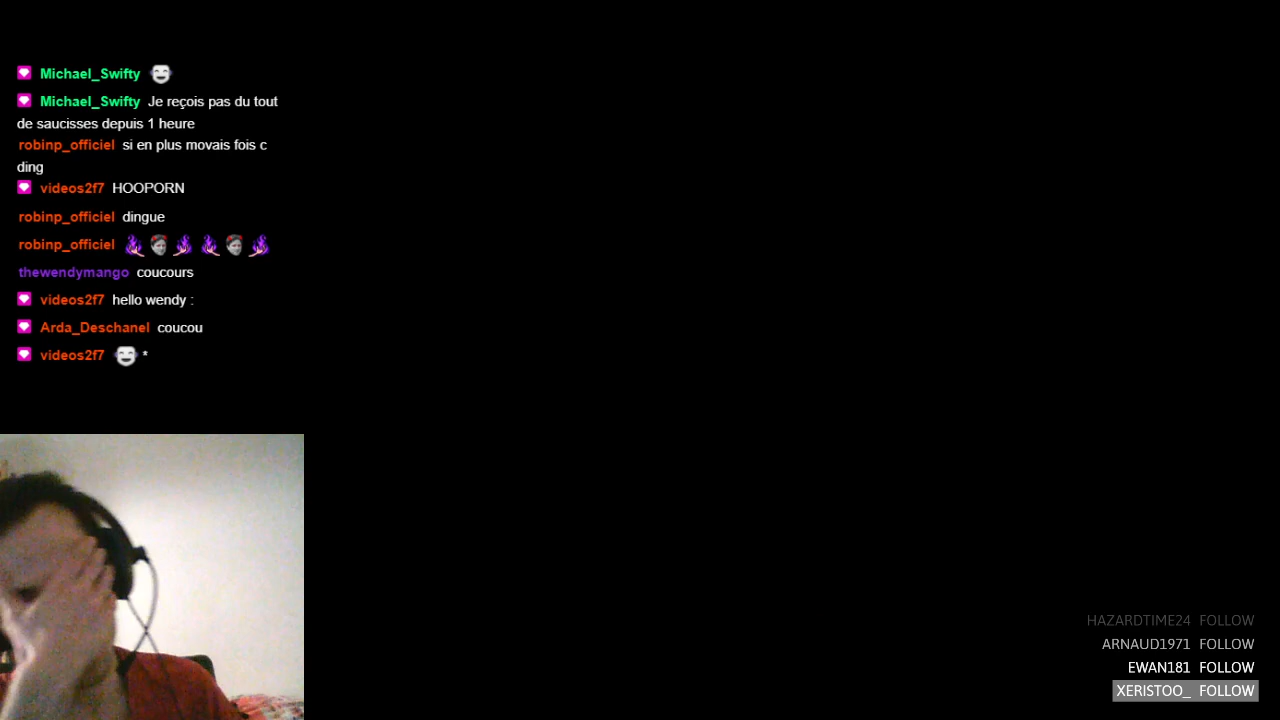 Michael_Swifty
Michael_Swifty Je reçois pas du tout
de saucisses depuis 1 heure
robinp_officiel si en plus movais fois c
ding
videos2f7 HOOPORN
robinp_officiel dingue
robinp_officiel
thewendymango coucours
videos2f7 hello wendy :
Arda_Deschanel coucou
videos2f7 *
HAZARDTIME24 FOLLOW
ARNAUD1971 FOLLOW
EWAN181 FOLLOW
XERISTOO_ FOLLOW